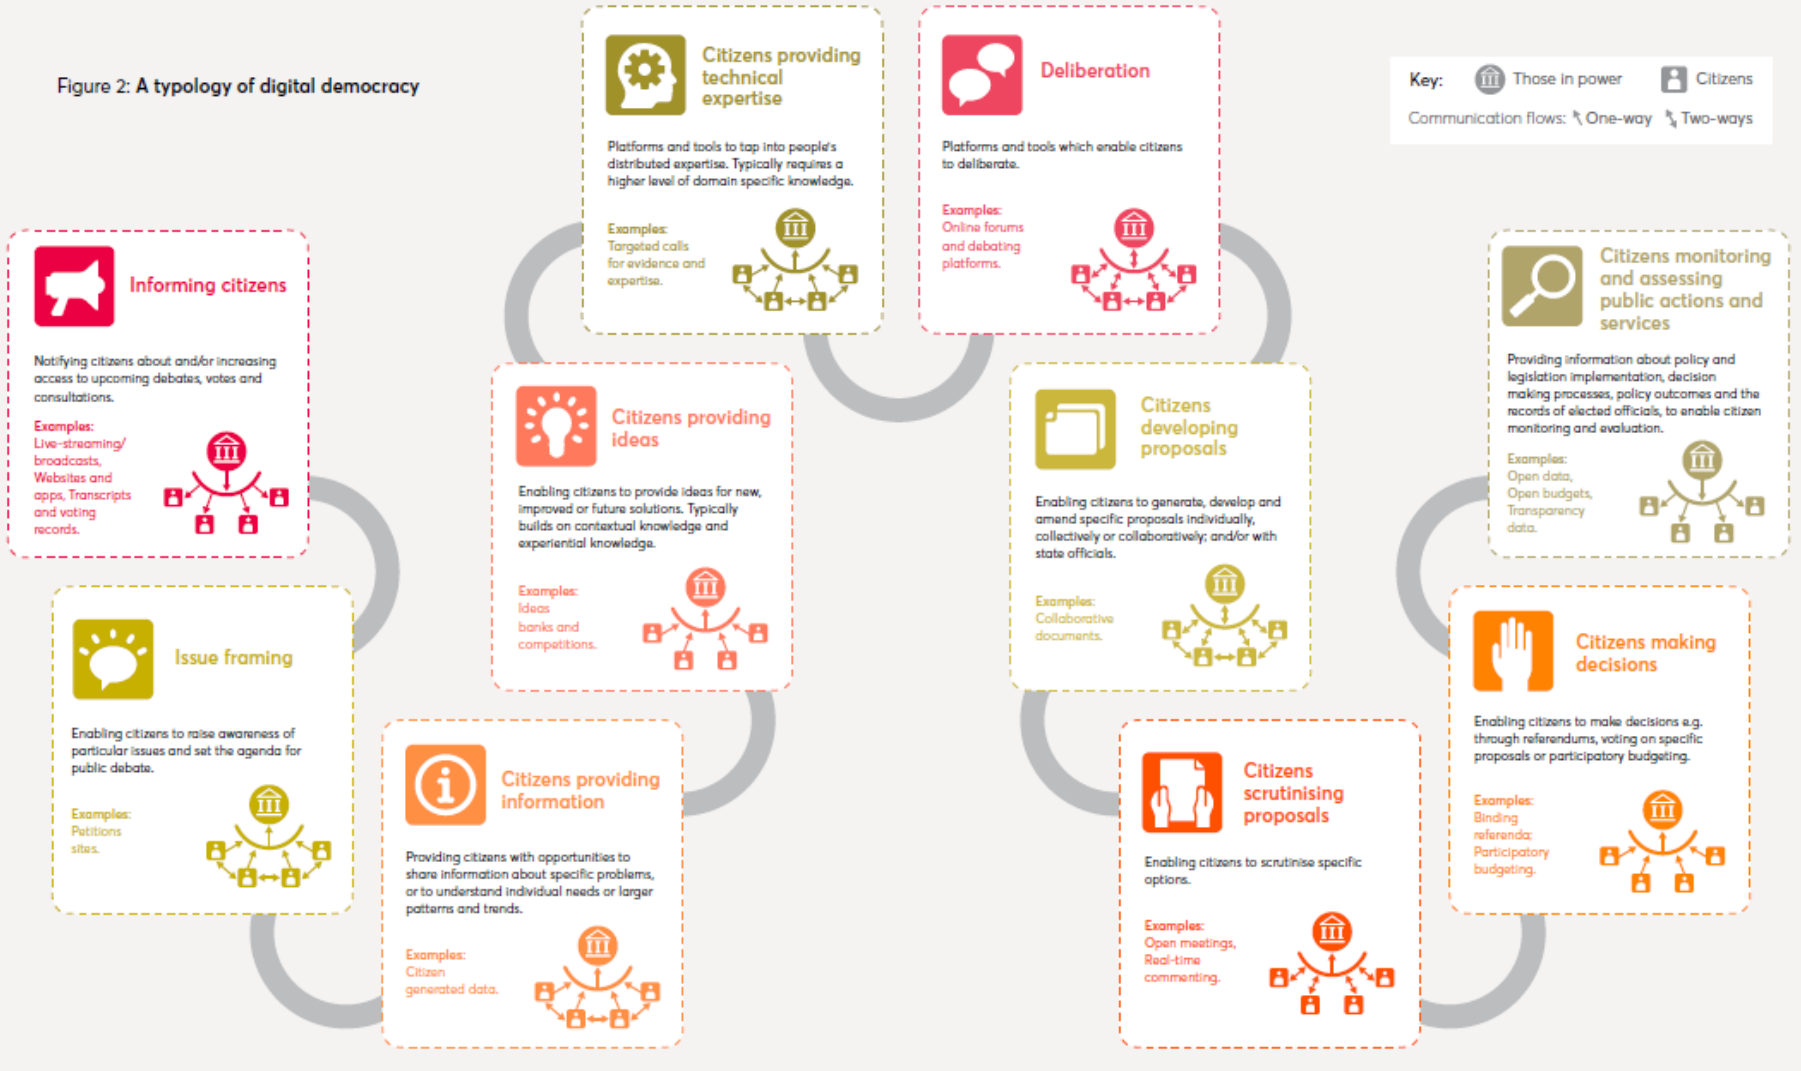 Figure 2: A typology of digital democracy
Key: Those in power Citizens
Communication flows: One-way Two-ways
Informing citizens
Notifying citizens about and/or increasing
access to upcoming debates, votes and
consultations.
Examples:
Live-streaming/
broadcasts,
Websites and
apps, Transcripts
and voting
records.
Issue framing
Enabling citizens to raise awareness of
particular issues and set the agenda for
public debate.
Examples:
Petitions
sites.
Citizens providing
information
Providing citizens with opportunities to
share information about specific problems,
or to understand individual needs or larger
patterns and trends.
Examples:
Citizen
generated data.
Citizens providing
ideas
Enabling citizens to provide ideas for new,
improved or future solutions. Typically
builds on contextual knowledge and
experiential knowledge.
Examples:
Ideas
banks and
competitions.
Citizens providing
technical
expertise
Platforms and tools to tap into people's
distributed expertise. Typically requires a
higher level of domain specific knowledge.
Examples:
Targeted calls
for evidence and
expertise.
Deliberation
Platforms and tools which enable citizens
to deliberate.
Examples:
Online forums
and debating
platforms.
Citizens
developing
proposals
Enabling citizens to generate, develop and
amend specific proposals individually,
collectively or collaboratively; and/or with
state officials.
Examples:
Collaborative
documents.
Citizens
scrutinising
proposals
Enabling citizens to scrutinise specific
options.
Examples:
Open meetings,
Real-time
commenting.
Citizens making
decisions
Enabling citizens to make decisions e.g.
through referendums, voting on specific
proposals or participatory budgeting.
Examples:
Binding
referenda;
Participatory
budgeting.
Citizens monitoring
and assessing
public actions and
services
Providing information about policy and
legislation implementation, decision
making processes, policy outcomes and the
records of elected officials, to enable citizen
monitoring and evaluation.
Examples:
Open data,
Open budgets,
Transparency
data.